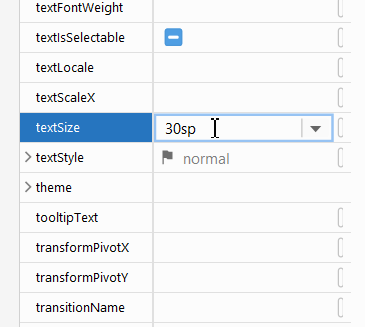 textFontWeight
textIsSelectable
textLocale
textScaleX
textSize 30sp
textStyle normal
theme
tooltipText
transformPivotX
transformPivotY
transitionName